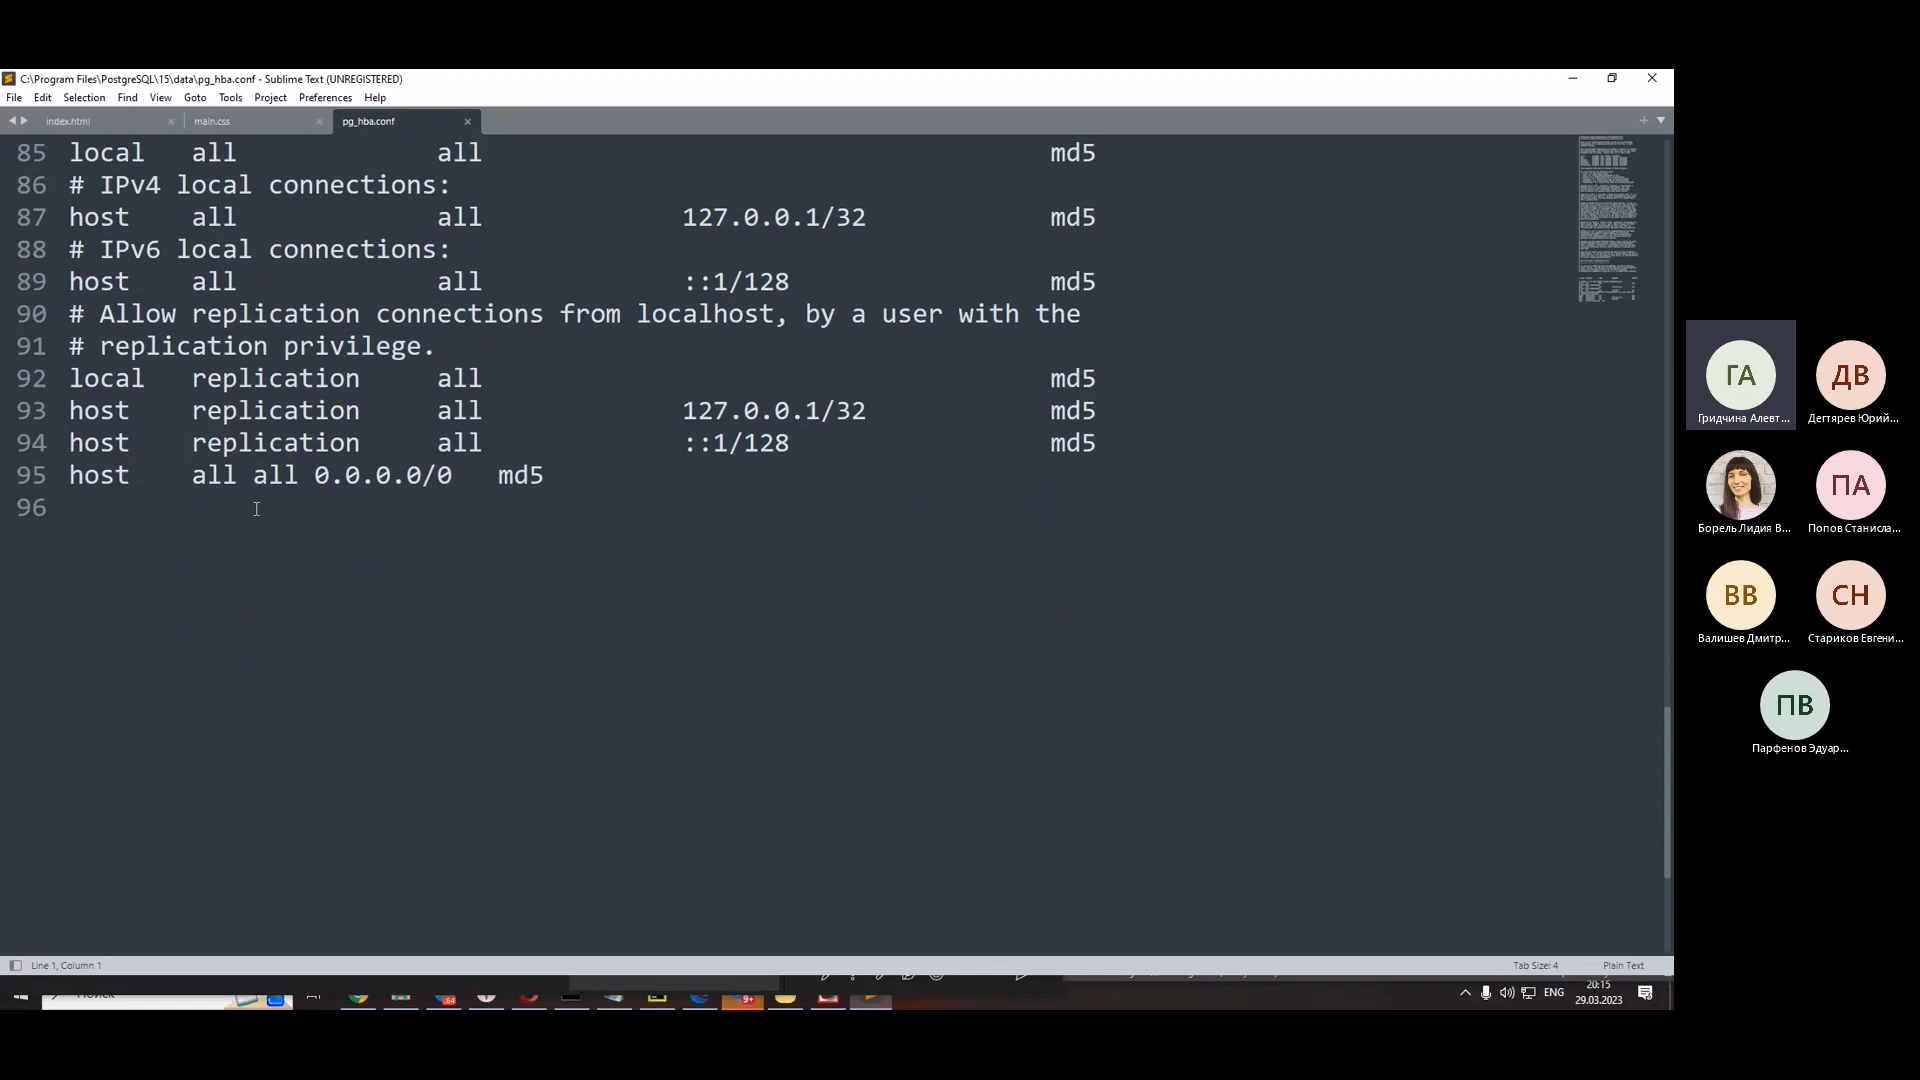 C:\Program Files\PostgreSQL\15\data\pg_hba.conf - Sublime Text (UNREGISTERED)
File Edit Selection Find View Goto Tools Project Preferences Help
index.html main.css pg_hba.conf
85 local all all md5
86 # IPv4 local connections:
87 host all all 127.0.0.1/32 md5
88 # IPv6 local connections:
89 host all all ::1/128 md5
90 # Allow replication connections from localhost, by a user with the
91 # replication privilege.
92 local replication all md5
93 host replication all 127.0.0.1/32 md5
94 host replication all ::1/128 md5
95 host all all 0.0.0.0/0 md5
96
Line 1, Column 1 Tab Size: 4 Plain Text
ENG
20:15
29.03.2023
ГА ДВ
Гридчина Алевт... Дегтярев Юрий...
ПА
Борель Лидия В... Попов Станисла...
ВВ СН
Валишев Дмитр... Стариков Евгени...
ПВ
Парфенов Эдуар...